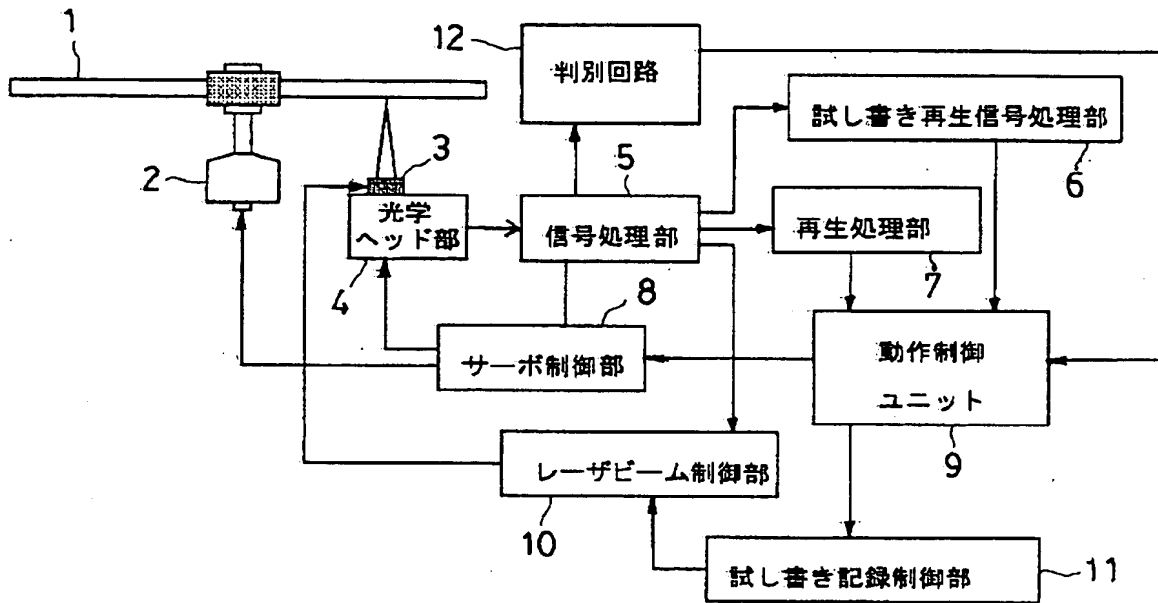 1
12
判別回路
試し書き再生信号処理部
6
2
3
光学
ヘッド部
4
5
信号処理部
再生処理部
7
8
サーボ制御部
動作制御
ユニット
9
レーザビーム制御部
10
試し書き記録制御部
11